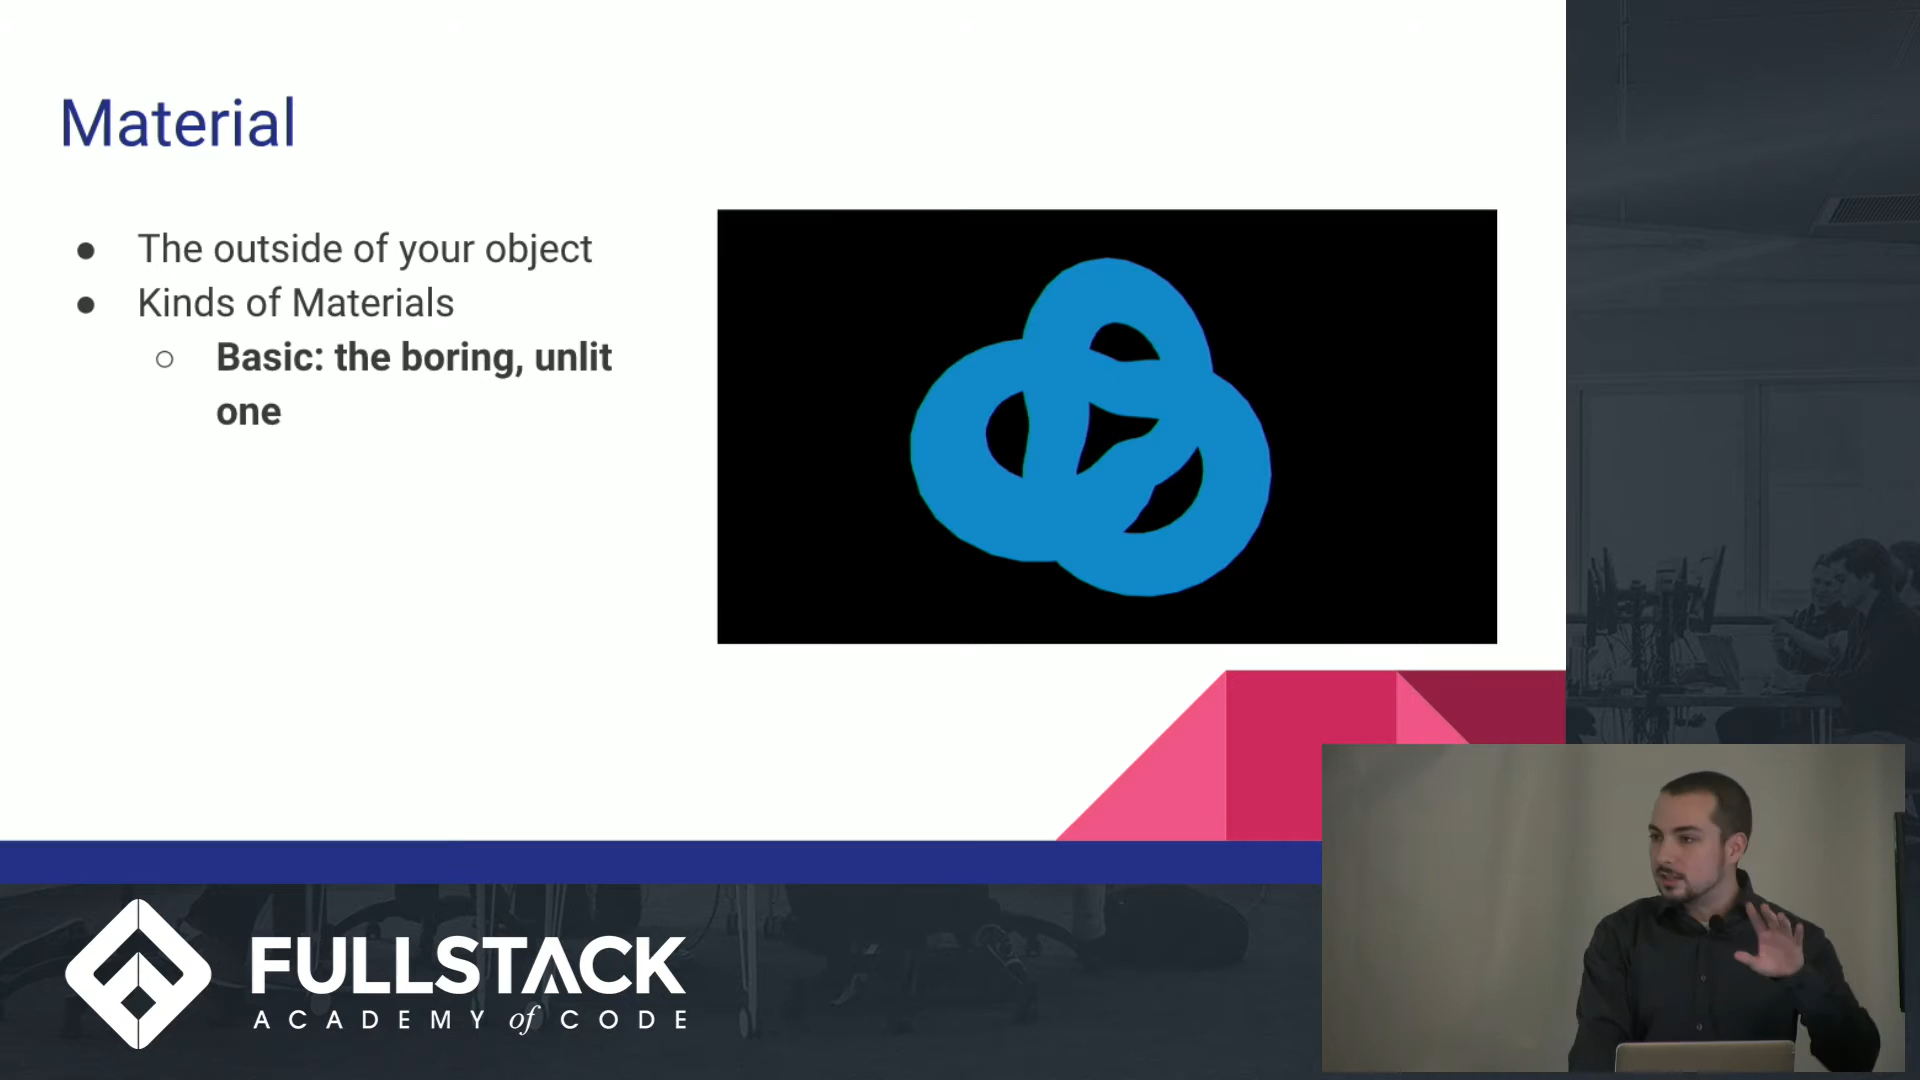 Material
● The outside of your object
● Kinds of Materials
○ Basic: the boring, unlit
one
FULLSTACK
ACADEMY of CODE